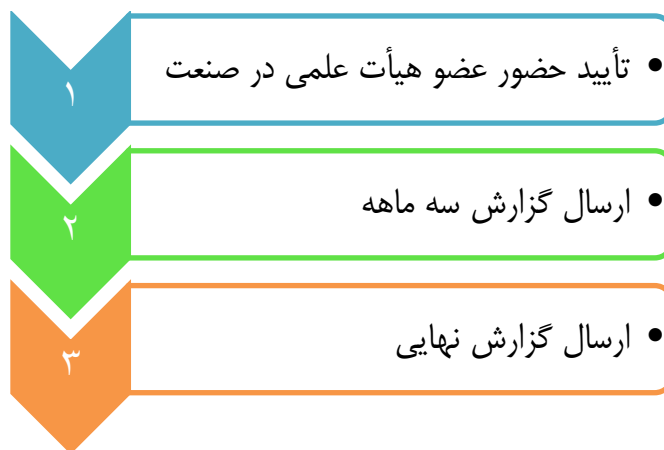 ۱
• تأیید حضور عضو هیأت علمی در صنعت
۲
• ارسال گزارش سه ماهه
۳
• ارسال گزارش نهایی